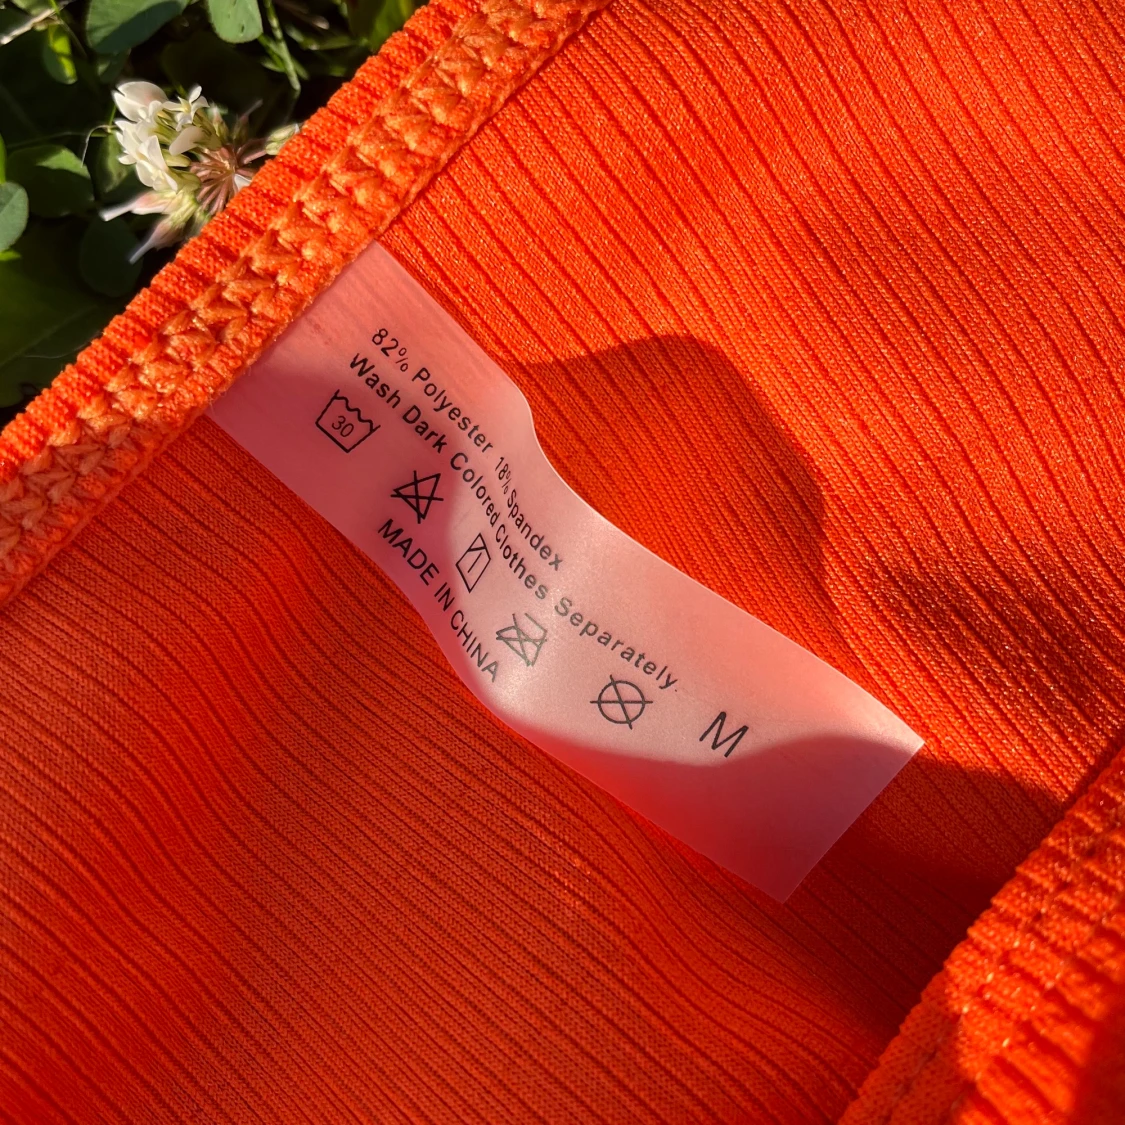 82% Polyester 18% Spandex
Wash Dark Colored Clothes Separately.
30
MADE IN CHINA
M